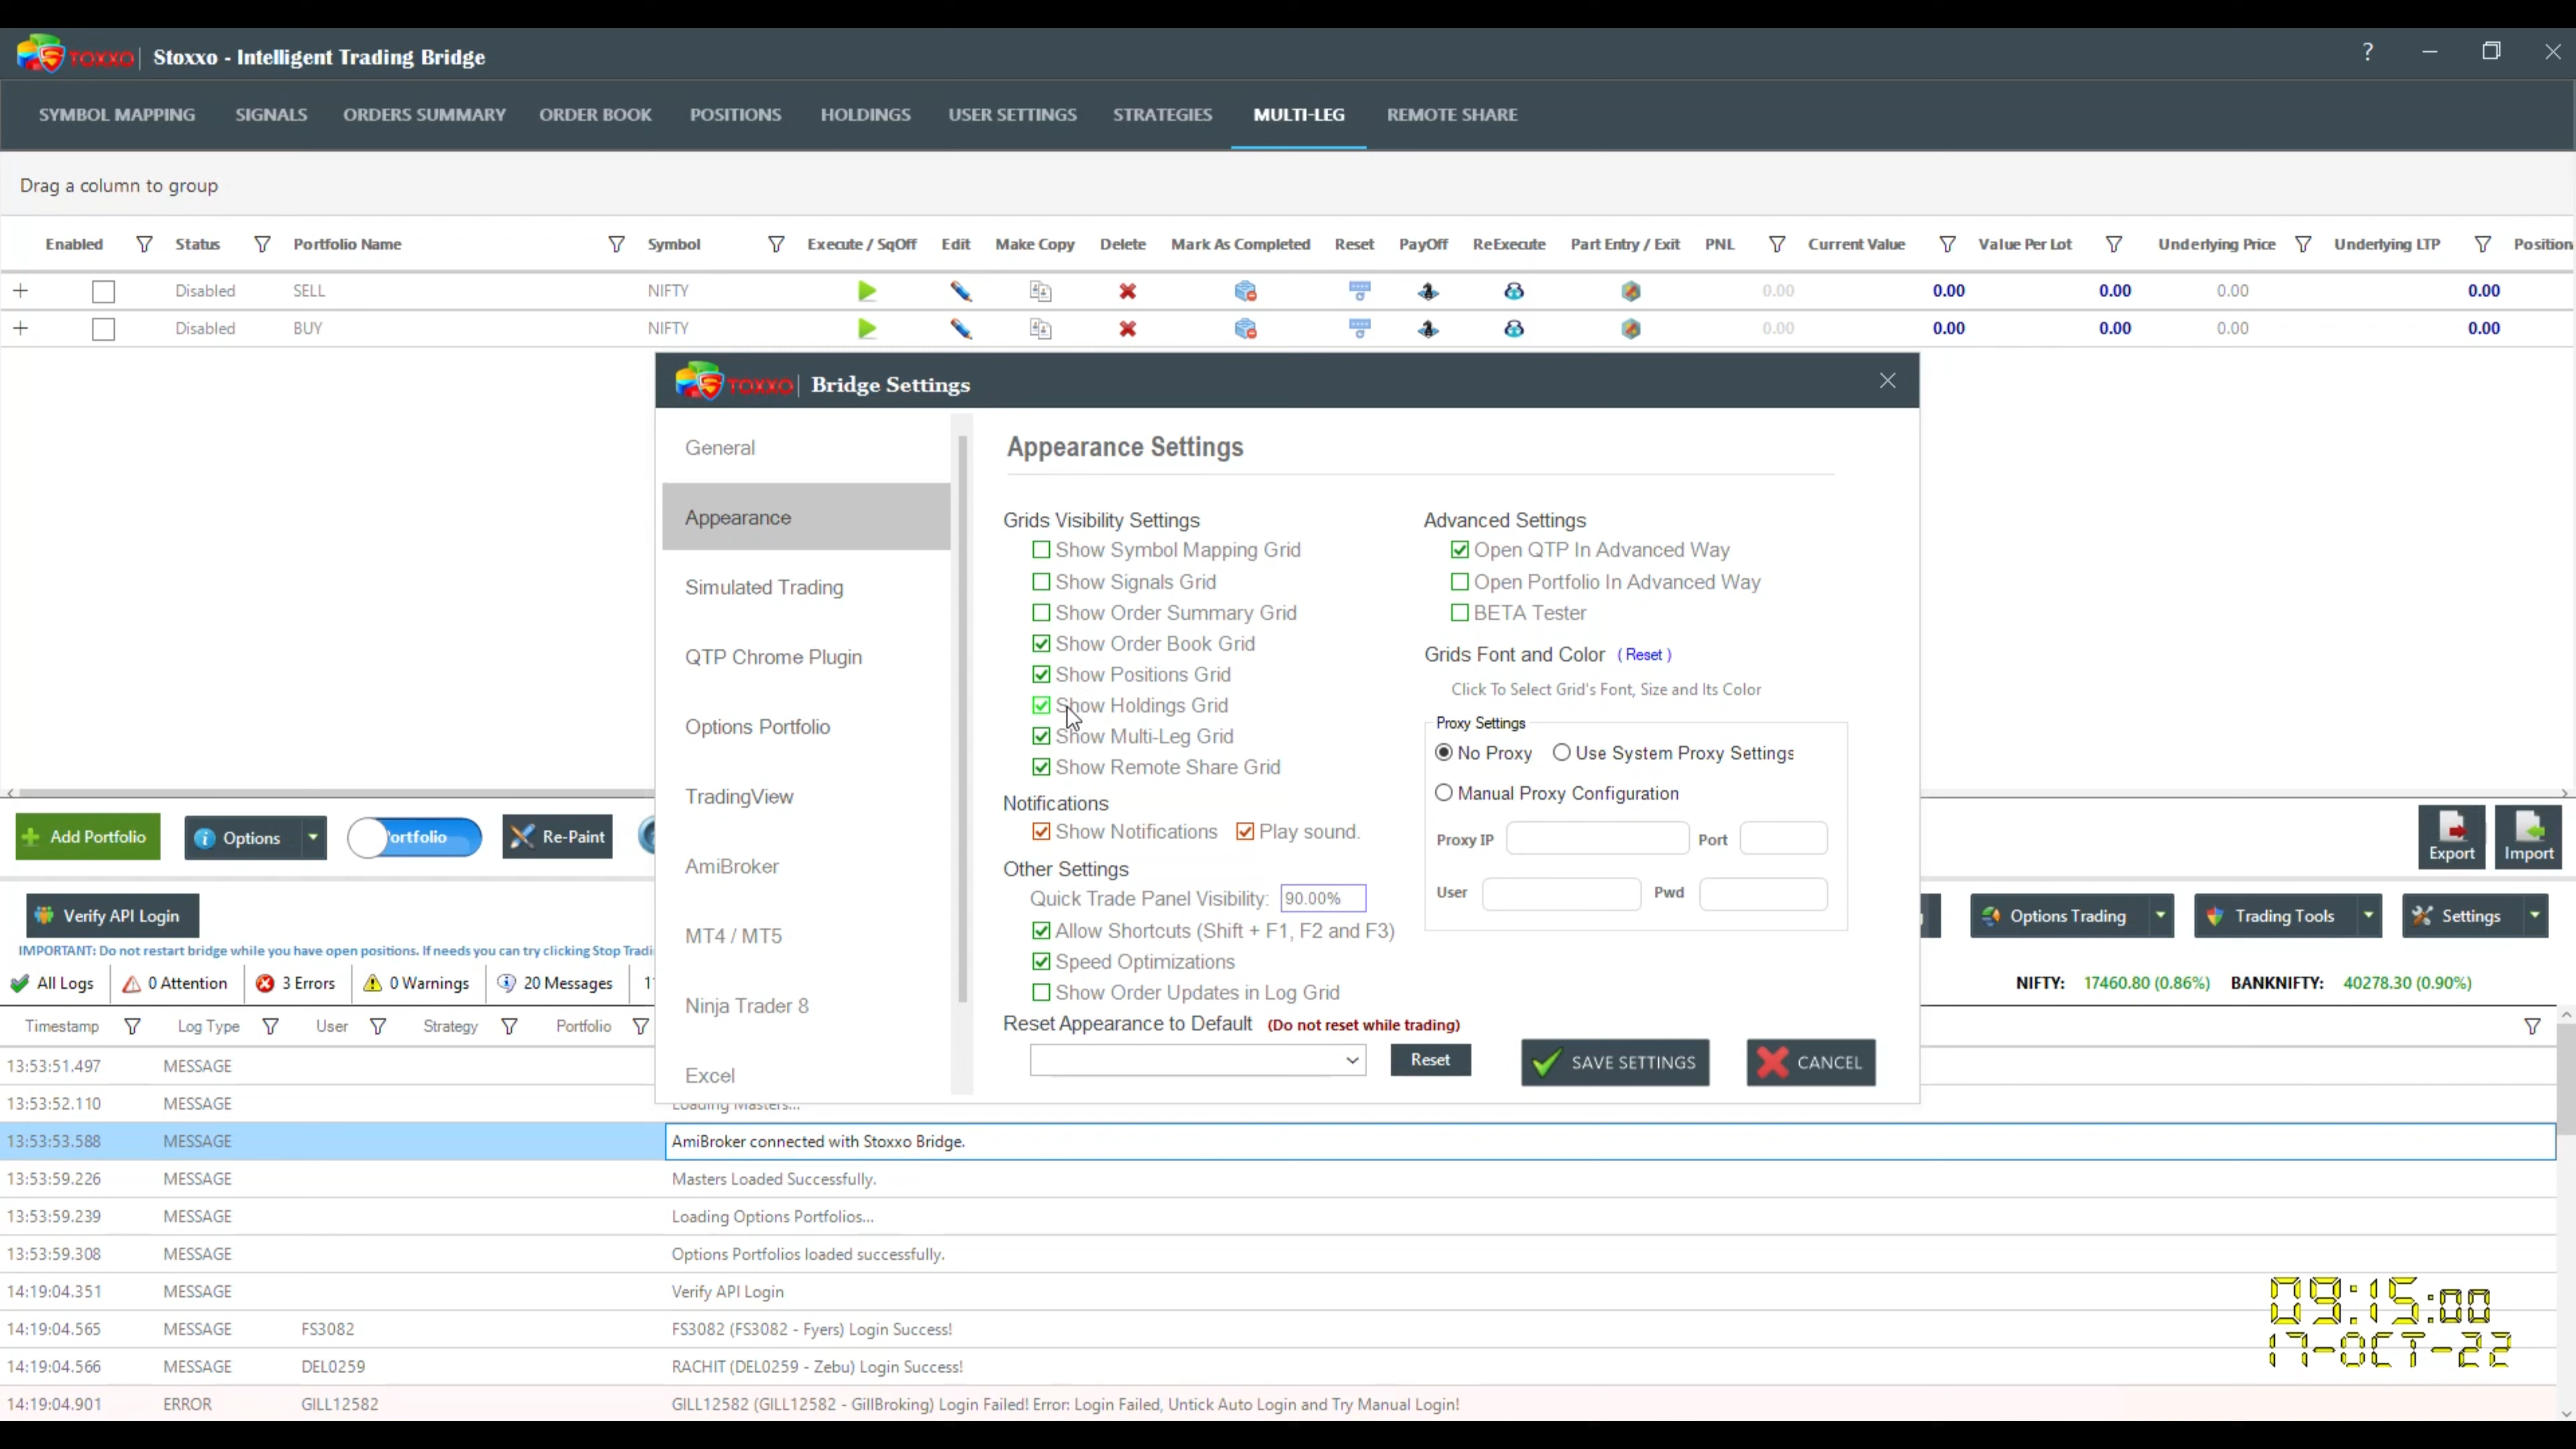 TOXXO | Stoxxo - Intelligent Trading Bridge
?
SYMBOL MAPPING SIGNALS ORDERS SUMMARY ORDER BOOK POSITIONS HOLDINGS USER SETTINGS STRATEGIES MULTI-LEG REMOTE SHARE
Drag a column to group
Enabled Status Portfolio Name Symbol Execute / SqOff Edit Make Copy Delete Mark As Completed Reset PayOff ReExecute Part Entry / Exit PNL Current Value Value Per Lot Underlying Price Underlying LTP Position
Disabled SELL NIFTY 0.00 0.00 0.00 0.00 0.00
Disabled BUY NIFTY 0.00 0.00 0.00 0.00 0.00
TOXXO | Bridge Settings
General
Appearance
Simulated Trading
QTP Chrome Plugin
Options Portfolio
TradingView
AmiBroker
MT4 / MT5
Ninja Trader 8
Excel
Appearance Settings
Grids Visibility Settings
Show Symbol Mapping Grid
Show Signals Grid
Show Order Summary Grid
Show Order Book Grid
Show Positions Grid
Show Holdings Grid
Show Multi-Leg Grid
Show Remote Share Grid
Notifications
Show Notifications Play sound.
Other Settings
Quick Trade Panel Visibility: 90.00%
Allow Shortcuts (Shift + F1, F2 and F3)
Speed Optimizations
Show Order Updates in Log Grid
Reset Appearance to Default (Do not reset while trading)
Reset
Advanced Settings
Open QTP In Advanced Way
Open Portfolio In Advanced Way
BETA Tester
Grids Font and Color ( Reset )
Click To Select Grid's Font, Size and Its Color
Proxy Settings
No Proxy Use System Proxy Settings
Manual Proxy Configuration
Proxy IP Port
User Pwd
SAVE SETTINGS CANCEL
Add Portfolio Options ortfolio Re-Paint Export Import
Verify API Login Options Trading Trading Tools Settings
IMPORTANT: Do not restart bridge while you have open positions. If needs you can try clicking Stop Tradi
All Logs 0 Attention 3 Errors 0 Warnings 20 Messages NIFTY: 17460.80 (0.86%) BANKNIFTY: 40278.30 (0.90%)
Timestamp Log Type User Strategy Portfolio
13:53:51.497 MESSAGE
13:53:52.110 MESSAGE Loading Masters...
13:53:53.588 MESSAGE AmiBroker connected with Stoxxo Bridge.
13:53:59.226 MESSAGE Masters Loaded Successfully.
13:53:59.239 MESSAGE Loading Options Portfolios...
13:53:59.308 MESSAGE Options Portfolios loaded successfully.
14:19:04.351 MESSAGE Verify API Login
14:19:04.565 MESSAGE FS3082 FS3082 (FS3082 - Fyers) Login Success!
14:19:04.566 MESSAGE DEL0259 RACHIT (DEL0259 - Zebu) Login Success!
14:19:04.901 ERROR GILL12582 GILL12582 (GILL12582 - GillBroking) Login Failed! Error: Login Failed, Untick Auto Login and Try Manual Login!
09:15:00
17-OCT-22